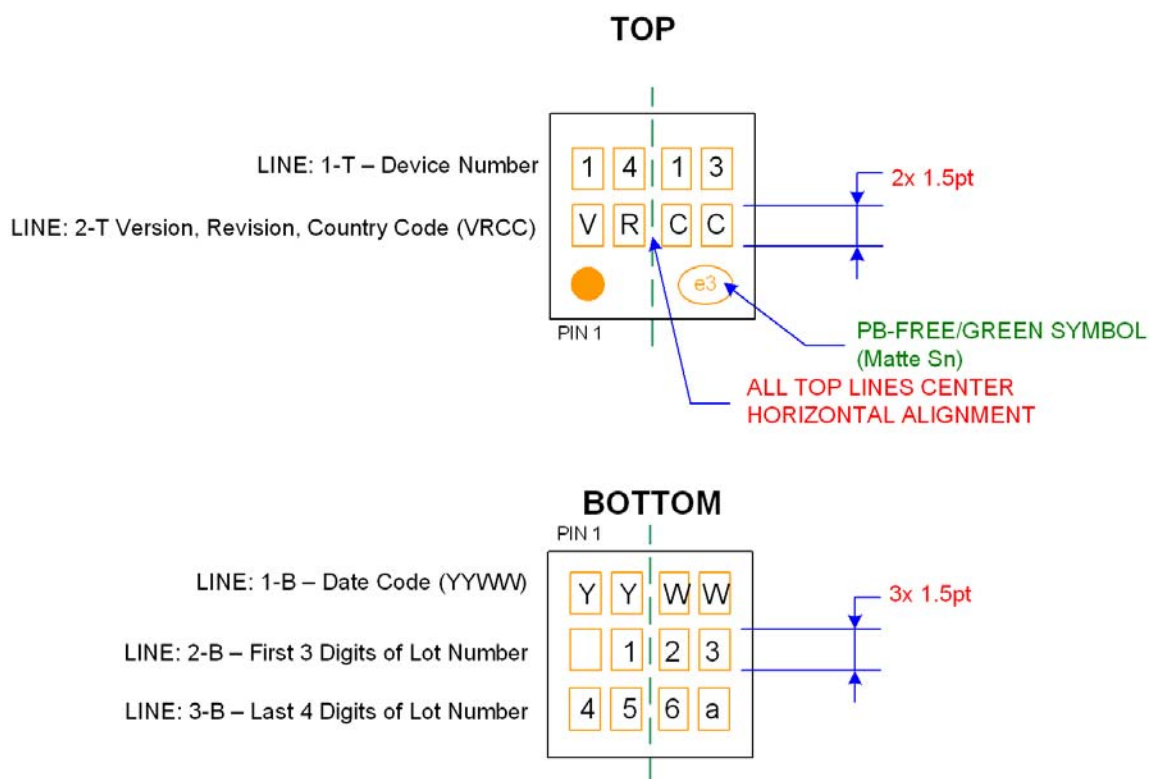 TOP
LINE: 1-T – Device Number
1 4 1 3
2x 1.5pt
LINE: 2-T Version, Revision, Country Code (VRCC)
V R C C
e3
PIN 1
PB-FREE/GREEN SYMBOL
(Matte Sn)
ALL TOP LINES CENTER
HORIZONTAL ALIGNMENT
BOTTOM
PIN 1
LINE: 1-B – Date Code (YYWW)
Y Y W W
3x 1.5pt
LINE: 2-B – First 3 Digits of Lot Number
1 2 3
LINE: 3-B – Last 4 Digits of Lot Number
4 5 6 a